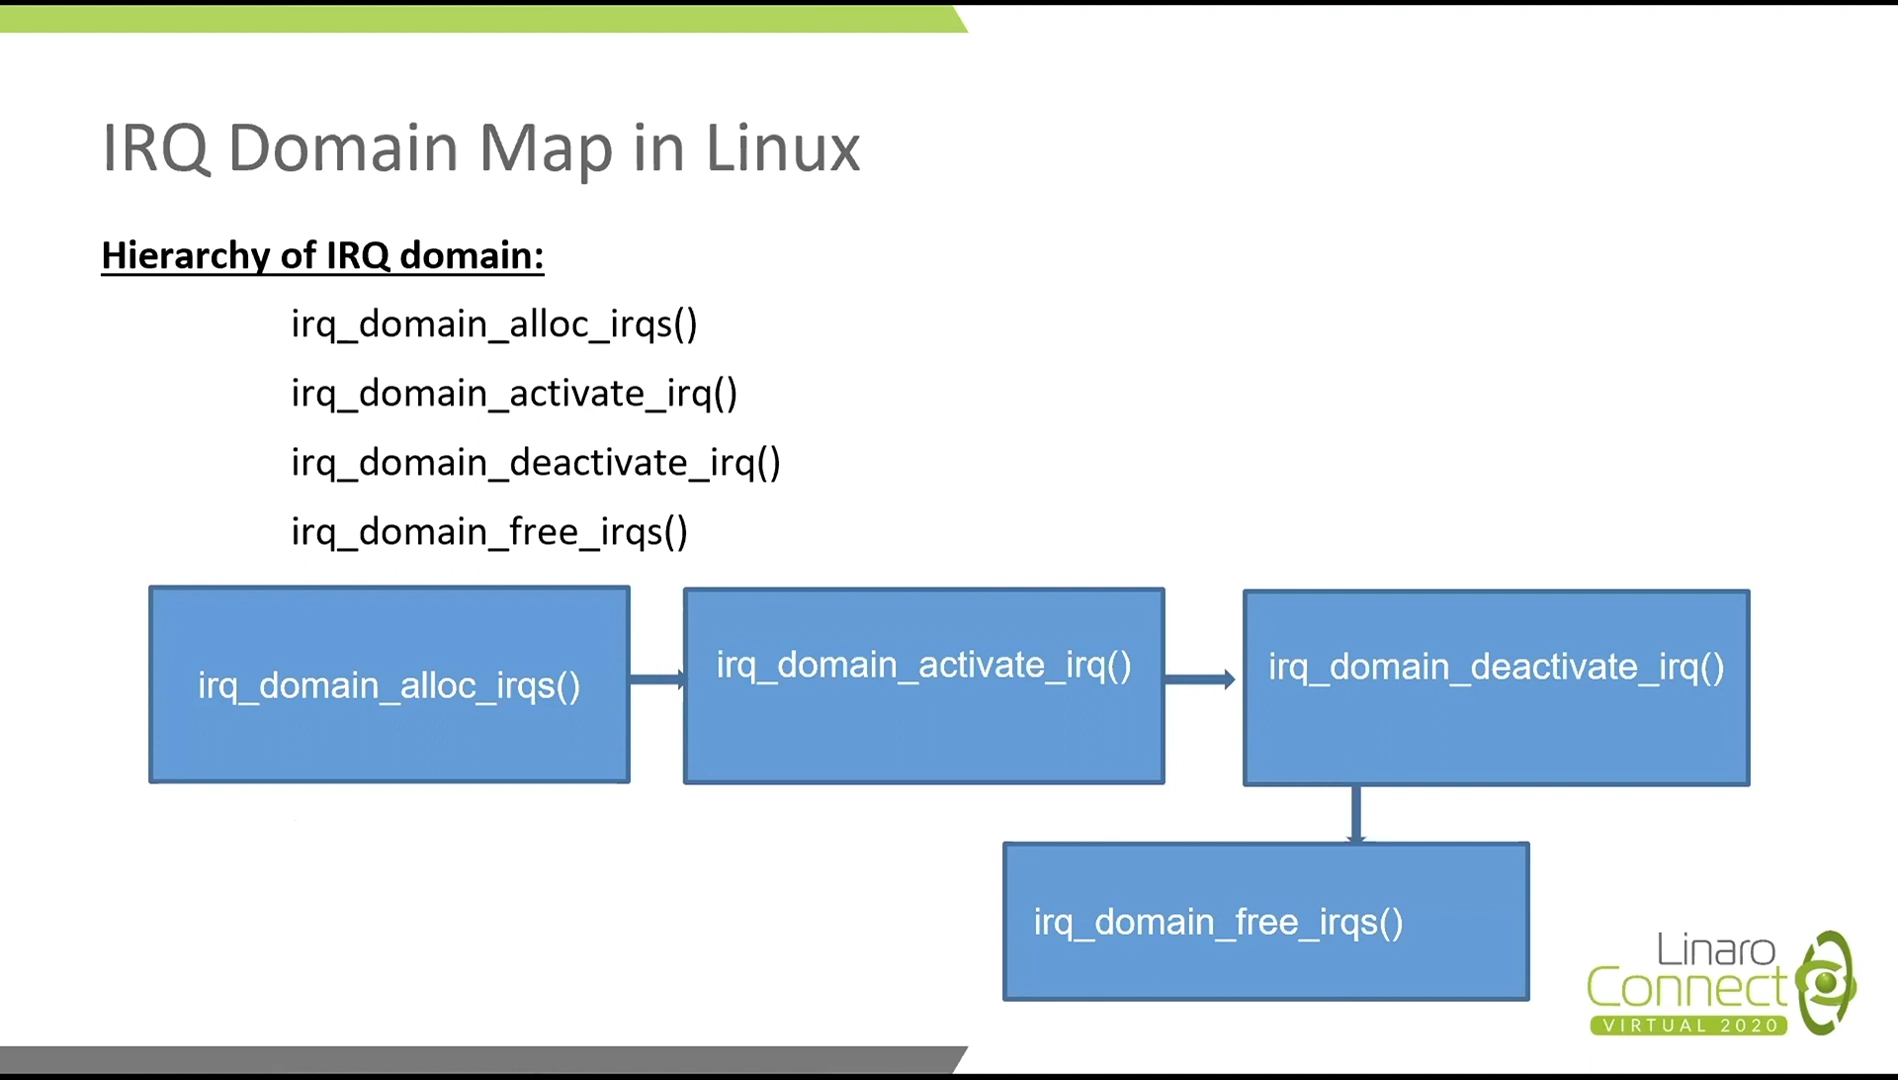 IRQ Domain Map in Linux
Hierarchy of IRQ domain:
irq_domain_alloc_irqs()
irq_domain_activate_irq()
irq_domain_deactivate_irq()
irq_domain_free_irqs()
irq_domain_alloc_irqs()
irq_domain_activate_irq()
irq_domain_deactivate_irq()
irq_domain_free_irqs()
Linaro
Connect
VIRTUAL 2020